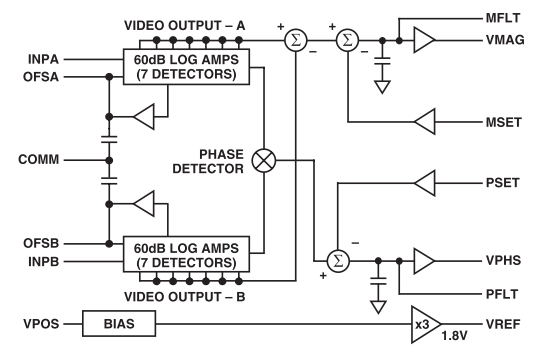 VIDEO OUTPUT – A
+
–
+
–
MFLT
VMAG
INPA
OFSA
60dB LOG AMPS
(7 DETECTORS)
MSET
COMM
PHASE
DETECTOR
PSET
OFSB
INPB
60dB LOG AMPS
(7 DETECTORS)
Σ
Σ
Σ
–
+
VPHS
PFLT
VIDEO OUTPUT – B
VPOS
BIAS
x3
1.8V
VREF